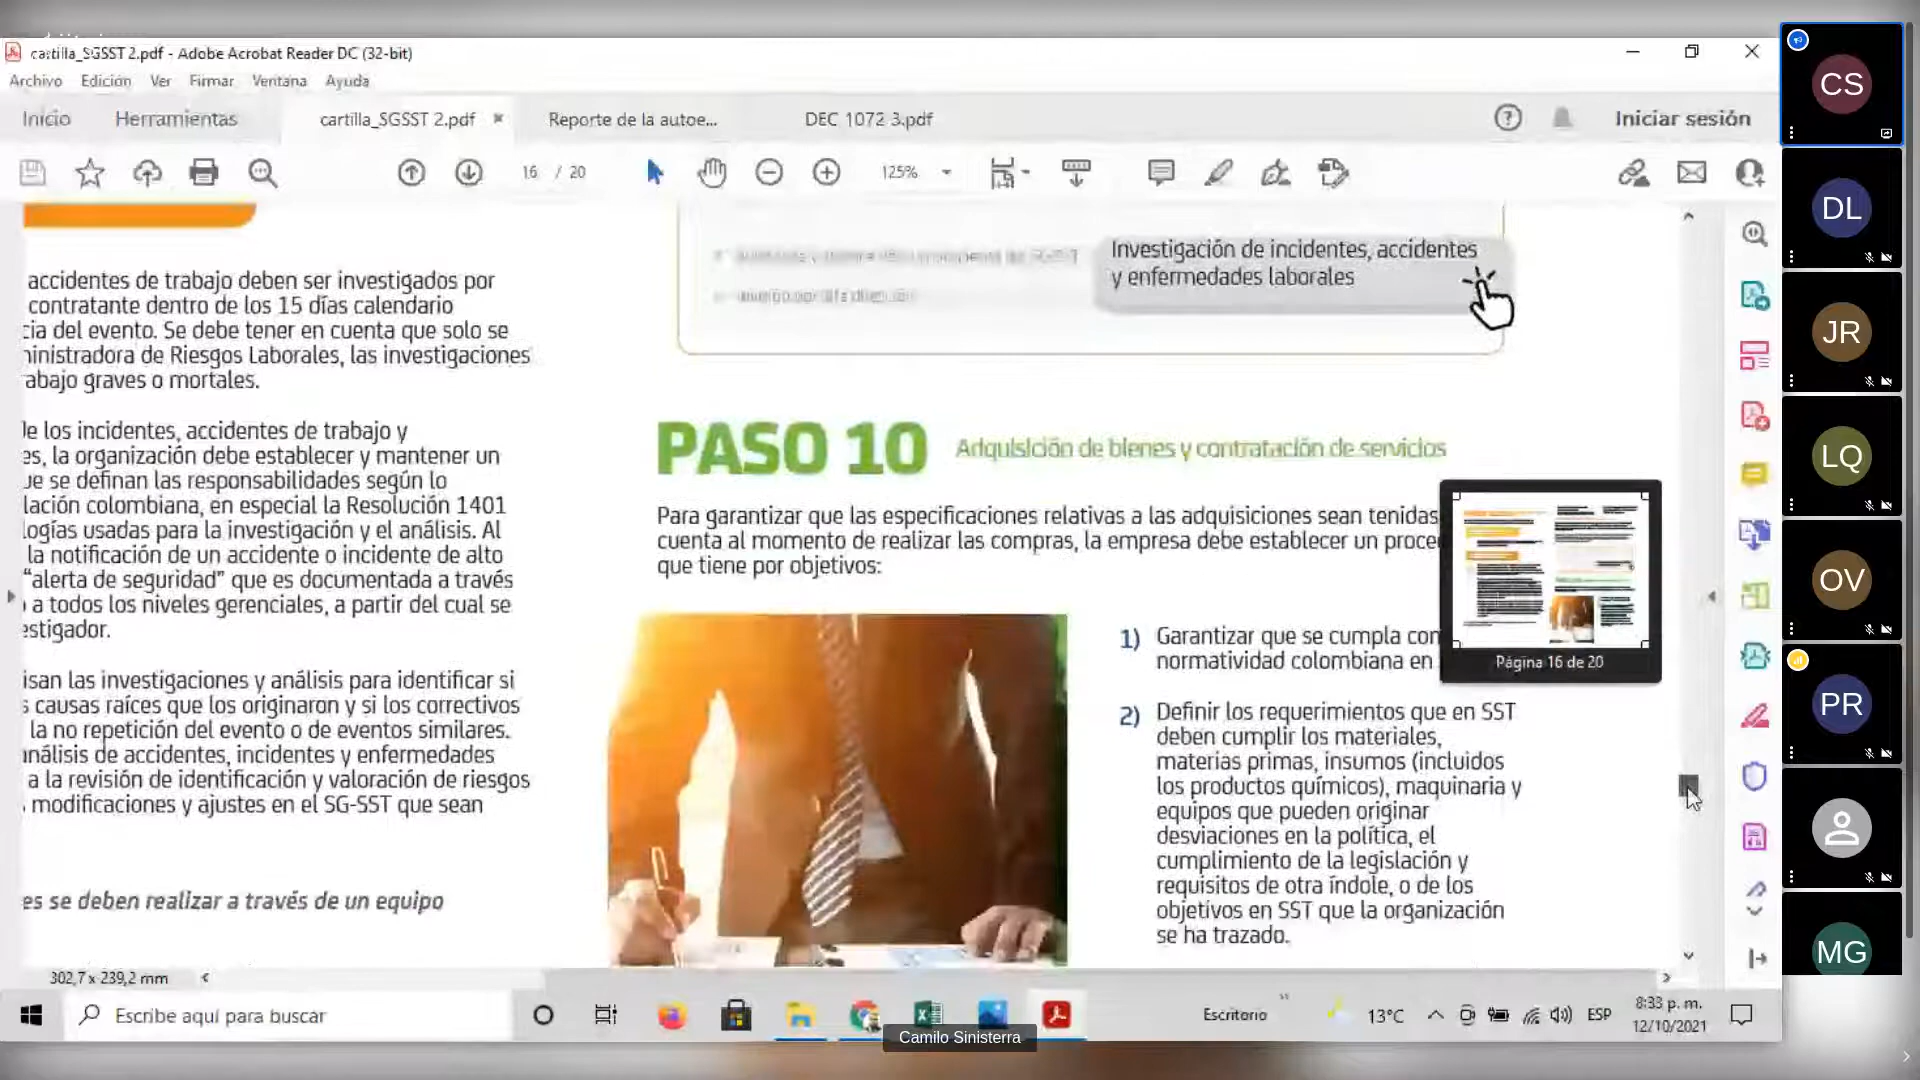 cartilla_SGSST 2.pdf - Adobe Acrobat Reader DC (32-bit)
Archivo Edición Ver Firmar Ventana Ayuda
Inicio Herramientas cartilla_SGSST 2.pdf Reporte de la autoe... DEC 1072 3.pdf Iniciar sesión
16 / 20 125%
accidentes de trabajo deben ser investigados por
contratante dentro de los 15 días calendario
cia del evento. Se debe tener en cuenta que solo se
ministradora de Riesgos Laborales, las investigaciones
abajo graves o mortales.
de los incidentes, accidentes de trabajo y
es, la organización debe establecer y mantener un
ue se definan las responsabilidades según lo
lación colombiana, en especial la Resolución 1401
logías usadas para la investigación y el análisis. Al
la notificación de un accidente o incidente de alto
“alerta de seguridad” que es documentada a través
a todos los niveles gerenciales, a partir del cual se
estigador.
isan las investigaciones y análisis para identificar si
s causas raíces que los originaron y si los correctivos
la no repetición del evento o de eventos similares.
análisis de accidentes, incidentes y enfermedades
a la revisión de identificación y valoración de riesgos
modificaciones y ajustes en el SG-SST que sean
es se deben realizar a través de un equipo
Investigación de incidentes, accidentes
y enfermedades laborales
PASO 10 Adquisición de bienes y contratación de servicios
Para garantizar que las especificaciones relativas a las adquisiciones sean tenidas
cuenta al momento de realizar las compras, la empresa debe establecer un proce
que tiene por objetivos:
1) Garantizar que se cumpla con
normatividad colombiana en
2) Definir los requerimientos que en SST
deben cumplir los materiales,
materias primas, insumos (incluidos
los productos químicos), maquinaria y
equipos que pueden originar
desviaciones en la política, el
cumplimiento de la legislación y
requisitos de otra índole, o de los
objetivos en SST que la organización
se ha trazado.
Página 16 de 20
302,7 x 239,2 mm
Escribe aquí para buscar
Escritorio
13°C
ESP
8:33 p. m.
12/10/2021
Camilo Sinisterra
CS
DL
JR
LQ
OV
PR
MG